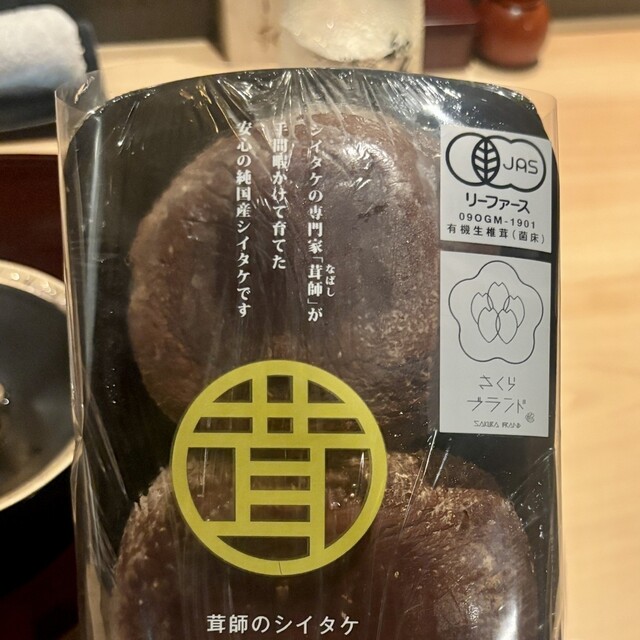 シイタケの専門家「茸師」が
なばし
手間暇かけて育てた
安心の純国産シイタケです
JAS
リーファース
09OGM-1901
有機生椎茸(菌床)
さくら
ブランド
SAKURA BRAND
茸
茸師のシイタケ